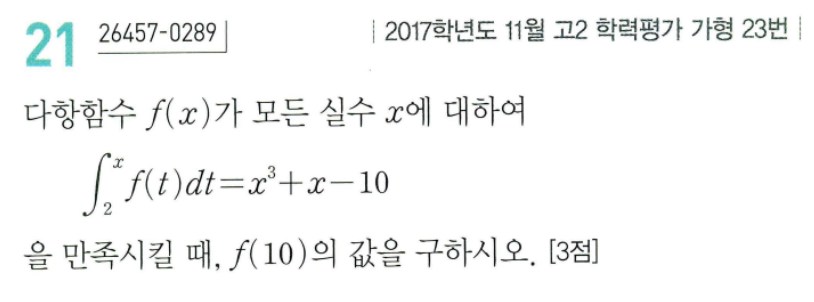 21 26457-0289 | 2017학년도 11월 고2 학력평가 가형 23번 |
다항함수 f(x)가 모든 실수 x에 대하여
∫₂ˣ f(t)dt=x³+x-10
을 만족시킬 때, f(10)의 값을 구하시오. [3점]